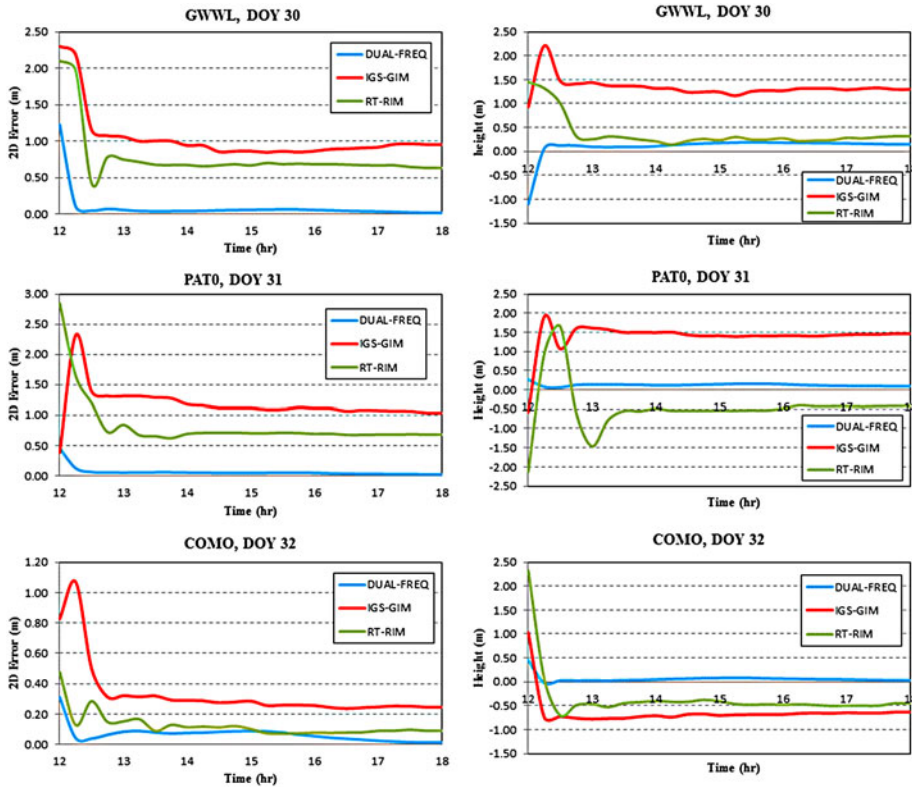 GWWL, DOY 30
2D Error (m)
2.50
2.00
1.50
1.00
0.50
0.00
DUAL-FREQ
IGS-GIM
RT-RIM
12 13 14 15 16 17 18
Time (hr)
GWWL, DOY 30
height (m)
2.50
2.00
1.50
1.00
0.50
0.00
-0.50
-1.00
-1.50
12 13 14 15 16 17 18
DUAL-FREQ
IGS-GIM
RT-RIM
Time (hr)
PAT0, DOY 31
2D Error (m)
3.00
2.50
2.00
1.50
1.00
0.50
0.00
DUAL-FREQ
IGS-GIM
RT-RIM
12 13 14 15 16 17 18
Time (hr)
PAT0, DOY 31
Height (m)
2.50
2.00
1.50
1.00
0.50
0.00
-0.50
-1.00
-1.50
-2.00
-2.50
12 13 14 15 16 17 18
DUAL-FREQ
IGS-GIM
RT-RIM
Time (hr)
COMO, DOY 32
2D Error (m)
1.20
1.00
0.80
0.60
0.40
0.20
0.00
DUAL-FREQ
IGS-GIM
RT-RIM
12 13 14 15 16 17 18
Time (hr)
COMO, DOY 32
Height (m)
2.50
2.00
1.50
1.00
0.50
0.00
-0.50
-1.00
-1.50
DUAL-FREQ
IGS-GIM
RT-RIM
12 13 14 15 16 17 18
Time (hr)